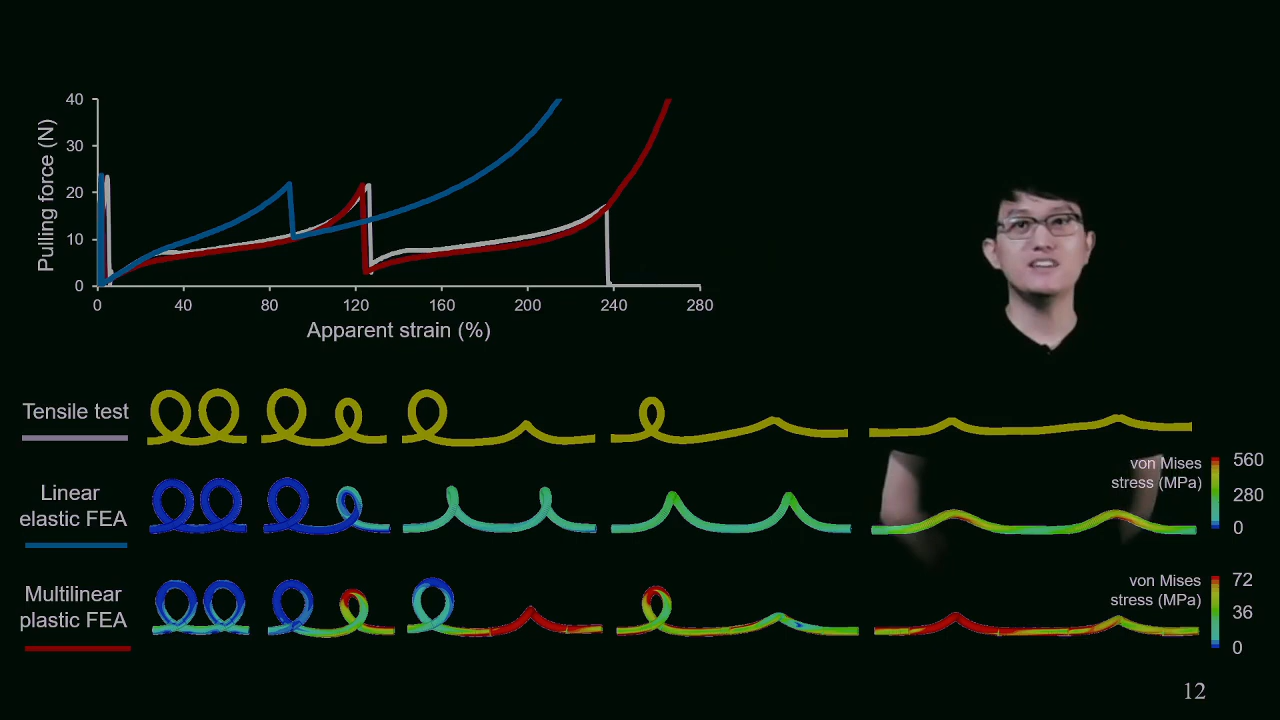 40
30
20
10
0
Pulling force (N)
0 40 80 120 160 200 240 280
Apparent strain (%)
Tensile test
Linear
elastic FEA
von Mises
stress (MPa)
560
280
0
Multilinear
plastic FEA
von Mises
stress (MPa)
72
36
0
12